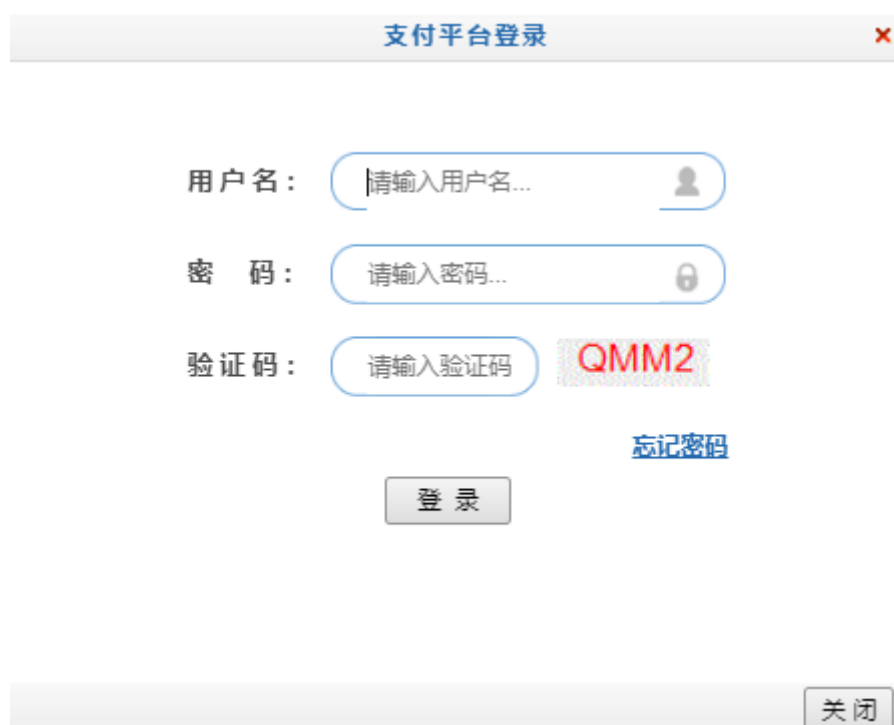 支付平台登录
用户名：
请输入用户名...
密 码：
请输入密码...
验证码：
请输入验证码
QMM2
忘记密码
登 录
关 闭